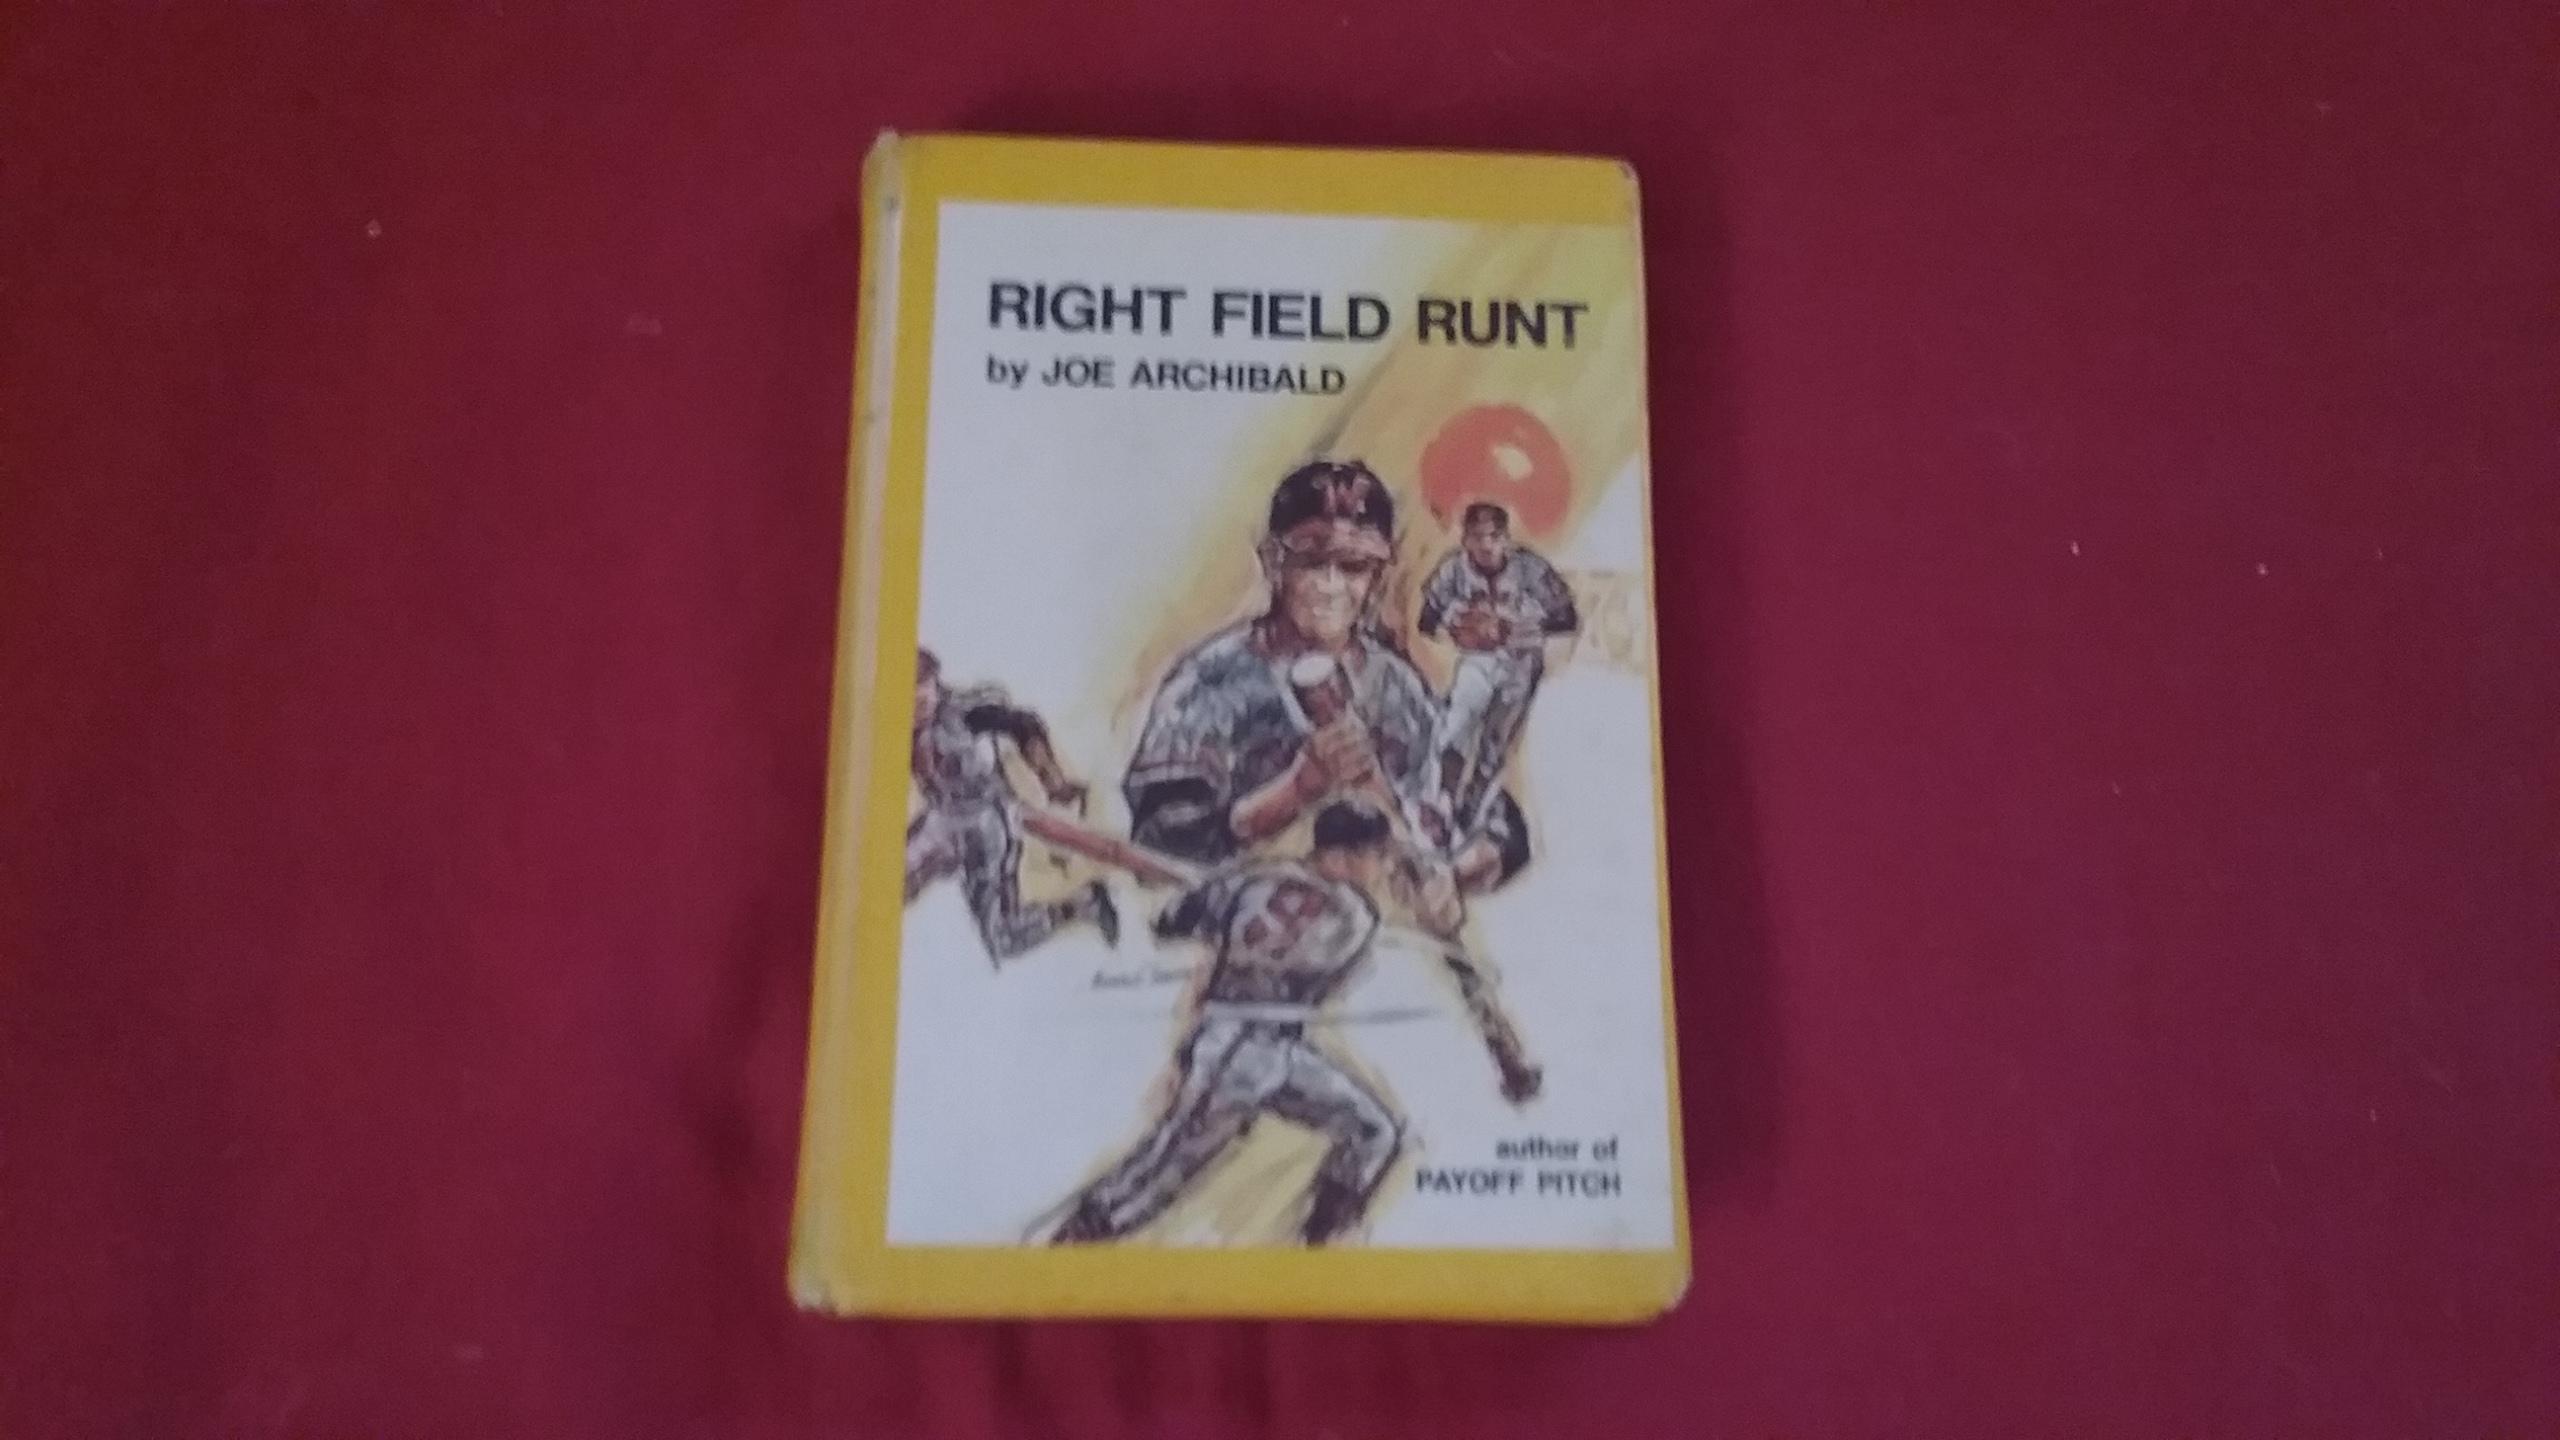 RIGHT FIELD RUNT
by JOE ARCHIBALD
author of
PAYOFF PITCH